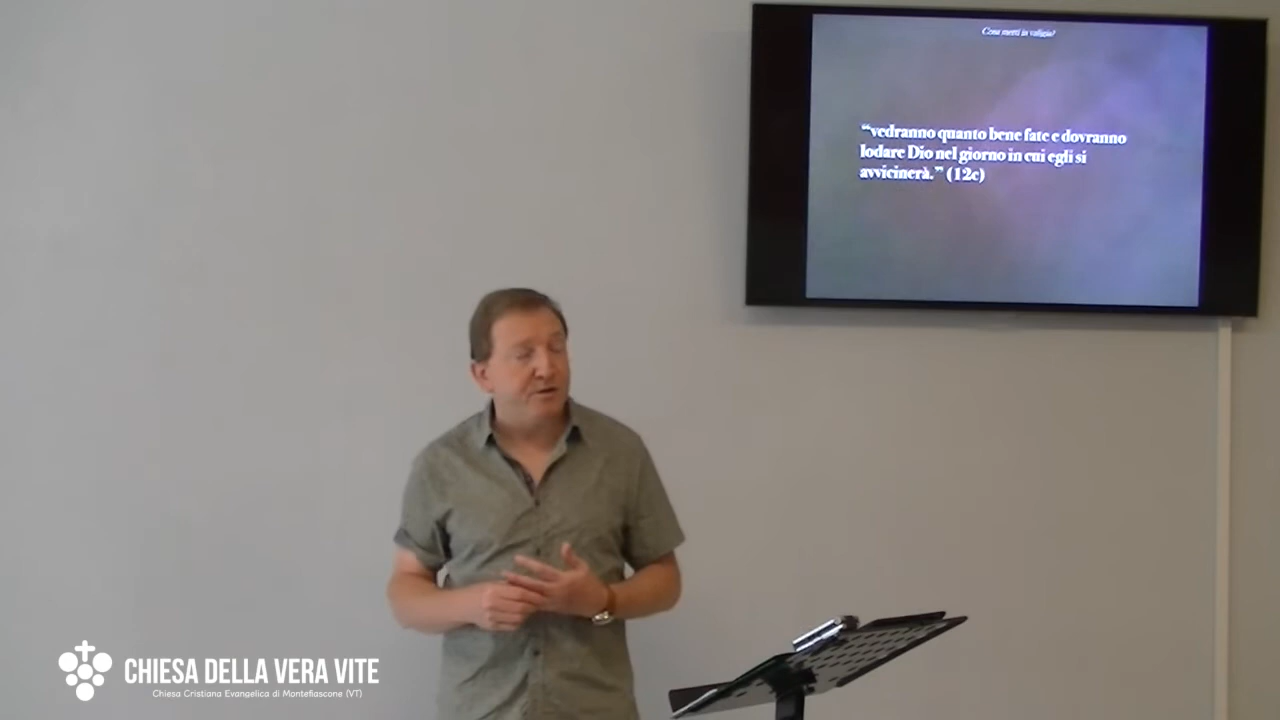 Cosa metti in valigia?
“vedranno quanto bene fate e dovranno
lodare Dio nel giorno in cui egli si
avvicinerà.” (12c)
CHIESA DELLA VERA VITE
Chiesa Cristiana Evangelica di Montefiascone (VT)